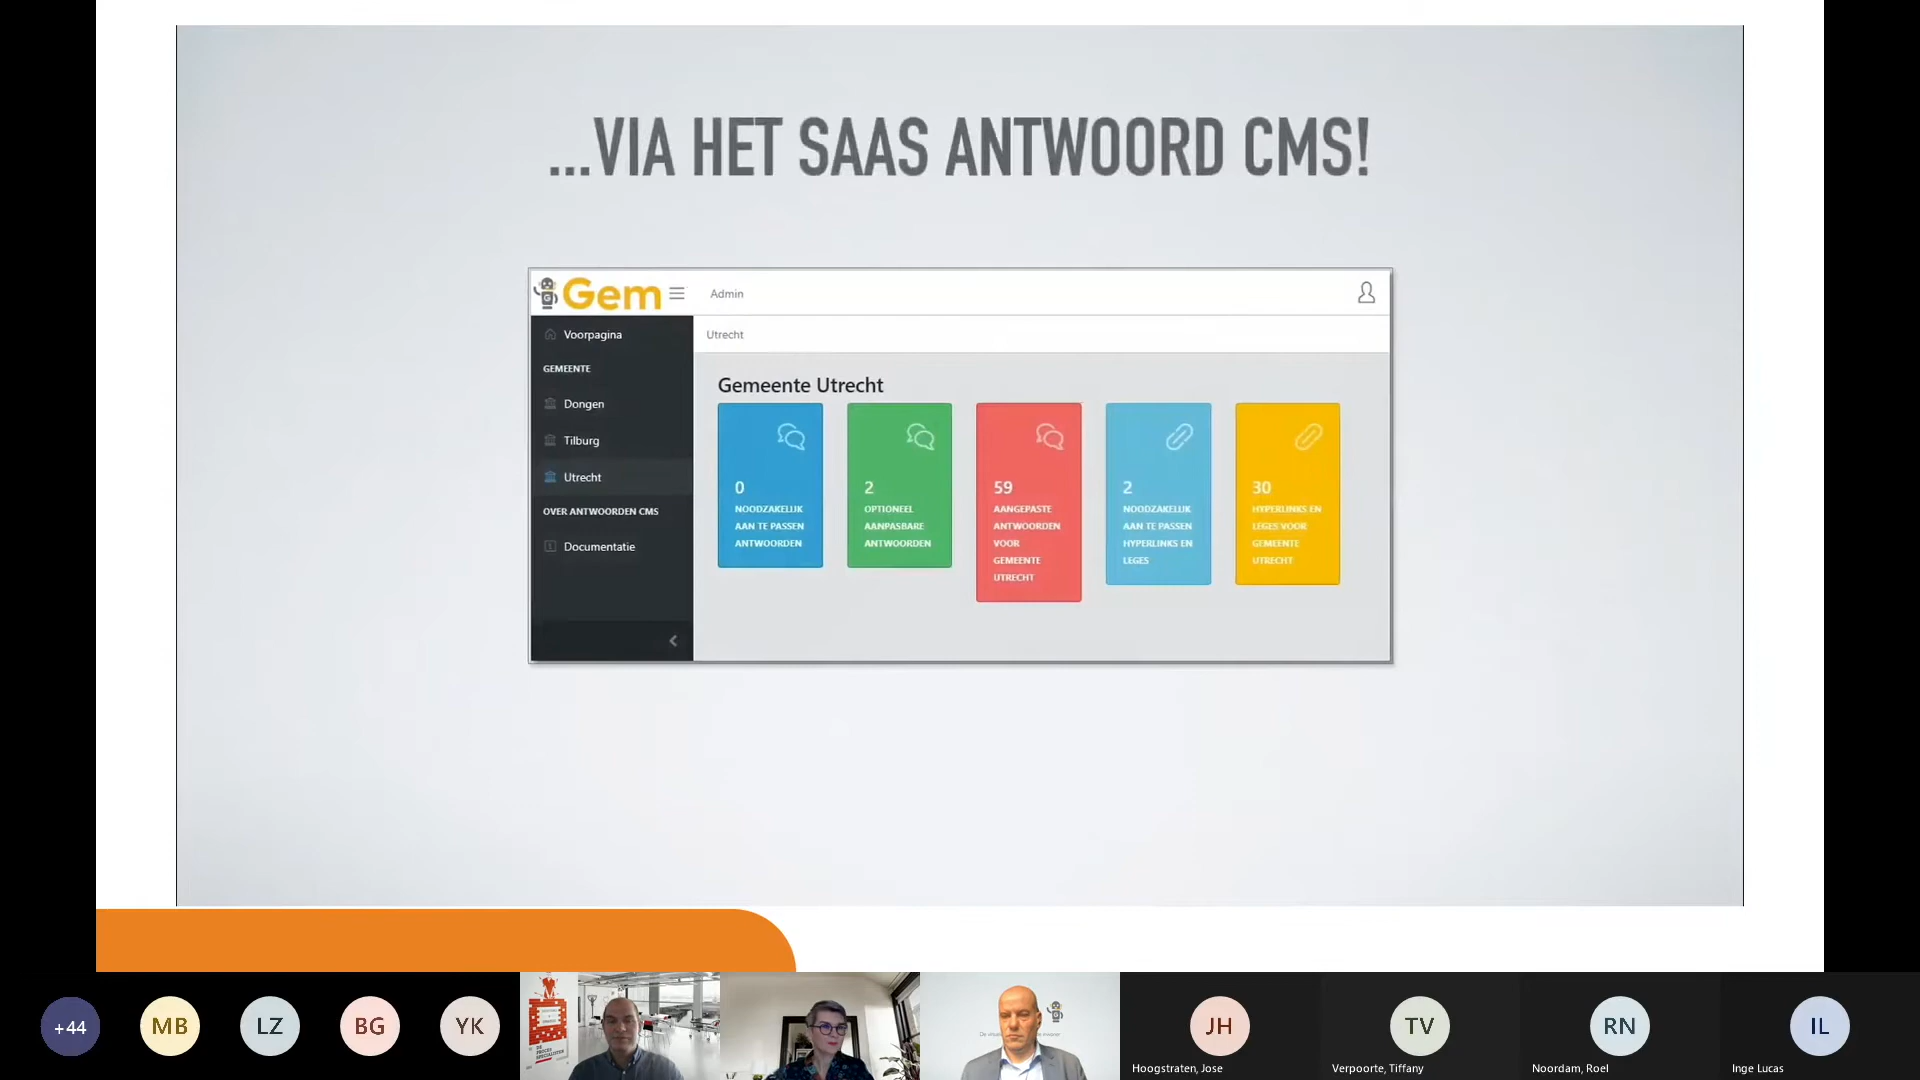 ...VIA HET SAAS ANTWOORD CMS!
Gem
Admin
Voorpagina
GEMEENTE
Dongen
Tilburg
Utrecht
OVER ANTWOORDEN CMS
Documentatie
Utrecht
Gemeente Utrecht
0
NOODZAKELIJK
AAN TE PASSEN
ANTWOORDEN
2
OPTIONEEL
AANPASBARE
ANTWOORDEN
59
AANGEPASTE
ANTWOORDEN
VOOR
GEMEENTE
UTRECHT
2
NOODZAKELIJK
AAN TE PASSEN
HYPERLINKS EN
LEGES
30
HYPERLINKS EN
LEGES VOOR
GEMEENTE
UTRECHT
+44
MB
LZ
BG
YK
DE
PROCES
SPECIALISTEN
JH
Hoogstraten, Jose
TV
Verpoorte, Tiffany
RN
Noordam, Roel
IL
Inge Lucas